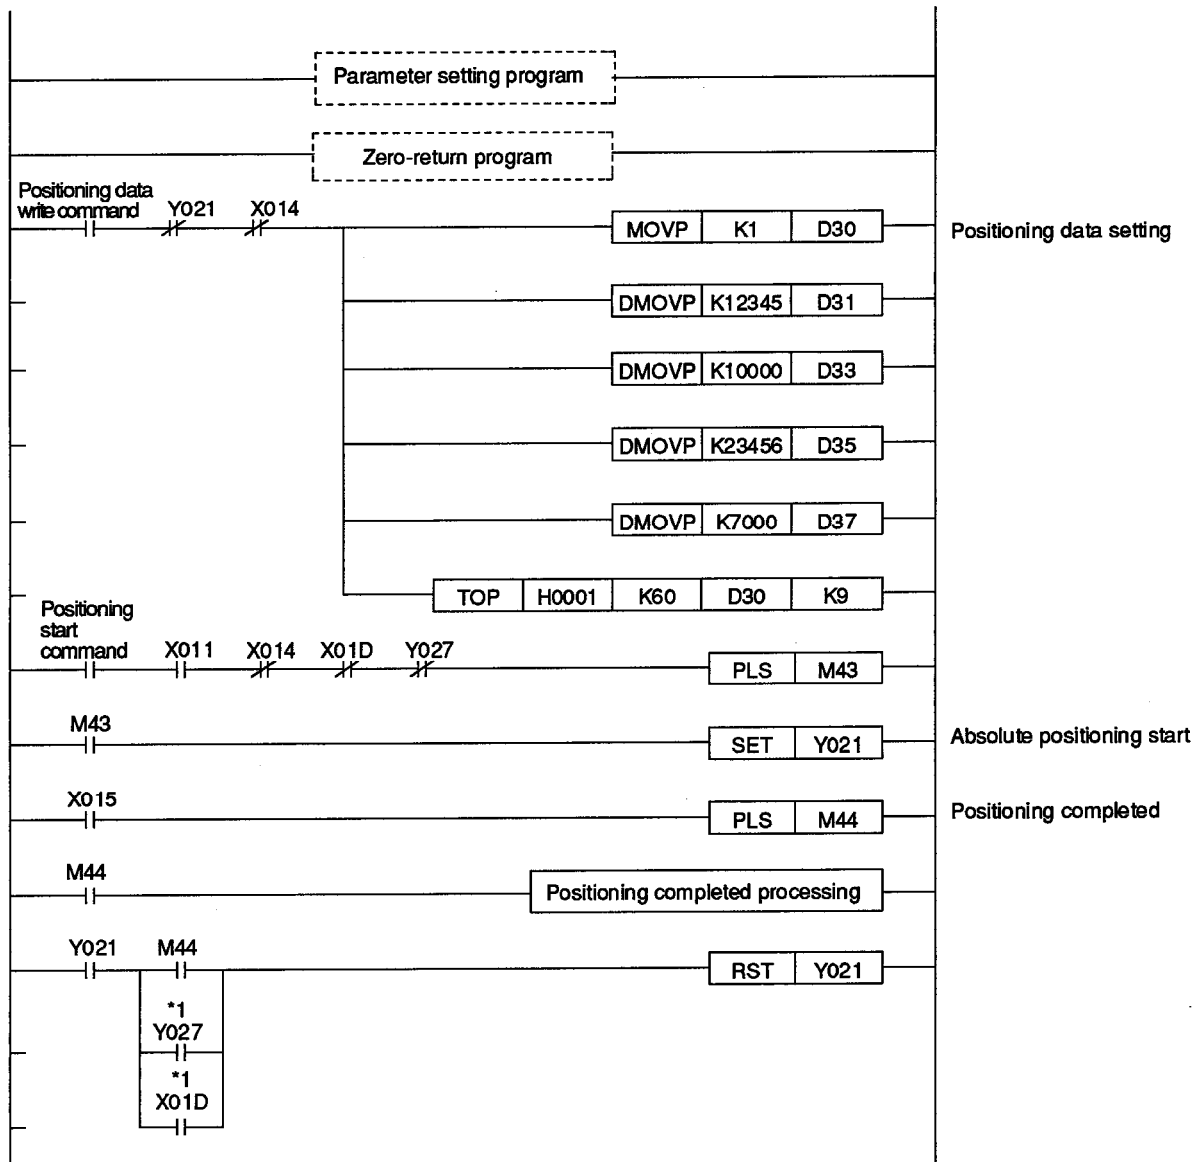 Parameter setting program
Zero-return program
Positioning data
write command Y021 X014
MOVP K1 D30 Positioning data setting
DMOVP K12345 D31
DMOVP K10000 D33
DMOVP K23456 D35
DMOVP K7000 D37
TOP H0001 K60 D30 K9
Positioning
start
command X011 X014 X01D Y027
PLS M43
M43
SET Y021 Absolute positioning start
X015
PLS M44 Positioning completed
M44
Positioning completed processing
Y021 M44
RST Y021
*1
Y027
*1
X01D